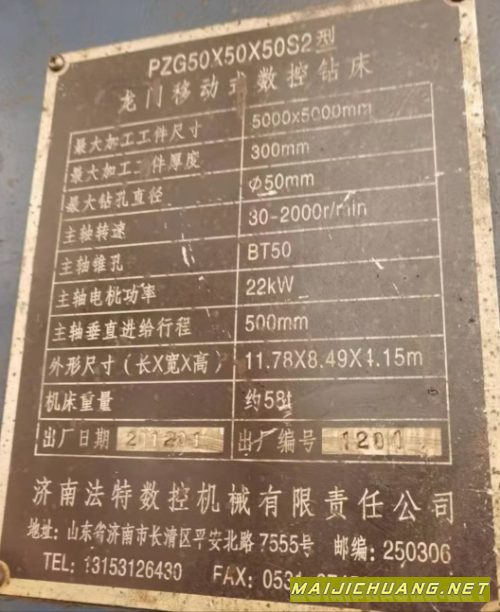 PZG50X50X50S2型
龙门移动式数控钻床
最大加工工件尺寸 5000x5000mm
最大加工工件厚度 300mm
最大钻孔直径 Φ50mm
主轴转速 30-2000r/min
主轴锥孔 BT50
主轴电机功率 22kW
主轴垂直进给行程 500mm
外形尺寸（长X宽X高） 11.78X8.49X4.15m
机床重量 约58t
出厂日期 201201 出厂编号 1201
济南法特数控机械有限责任公司
地址: 山东省济南市长清区平安北路7555号 邮编: 250306
TEL: 13153126430 FAX: 0531
MAIJICHUANG.NET